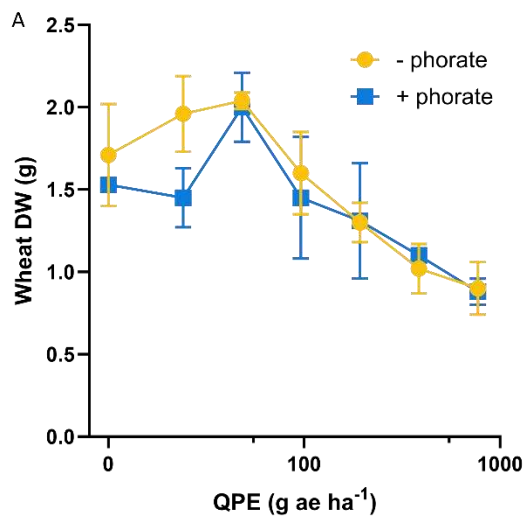 A
2.5
2.0
1.5
1.0
0.5
0.0
Wheat DW (g)
- phorate
+ phorate
0
100
1000
QPE (g ae ha⁻¹)